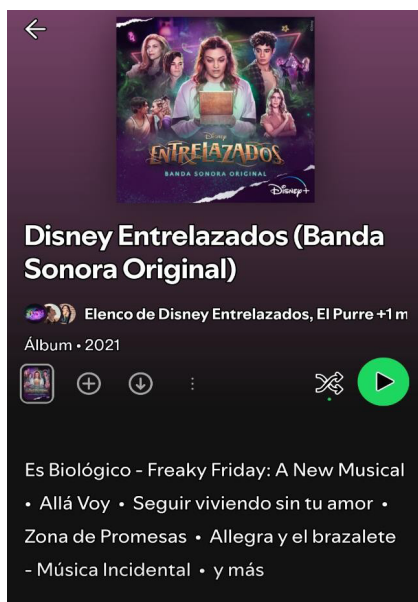 Disney
ENTRELAZADOS
BANDA SONORA ORIGINAL
Disney+
Disney Entrelazados (Banda
Sonora Original)
Elenco de Disney Entrelazados, El Purre +1 m
Álbum • 2021
Es Biológico - Freaky Friday: A New Musical
• Allá Voy • Seguir viviendo sin tu amor •
Zona de Promesas • Allegra y el brazalete
- Música Incidental • y más